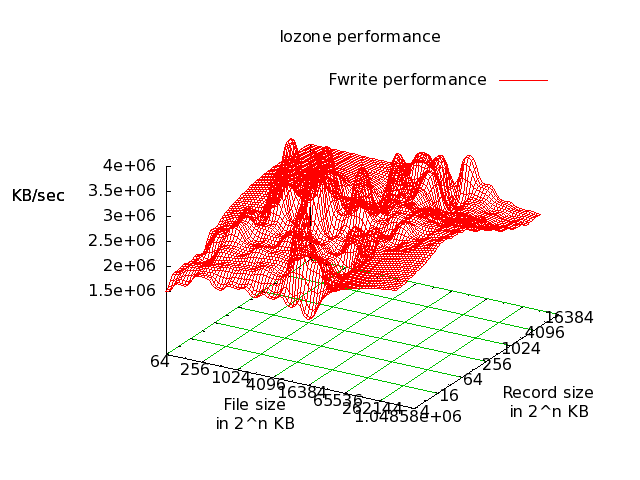 Iozone performance
Fwrite performance
KB/sec
4e+06
3.5e+06
3e+06
2.5e+06
2e+06
1.5e+06
64
256
1024
4096
16384
65536
262144
1.04858e+06
File size
in 2^n KB
4
16
64
256
1024
4096
16384
Record size
in 2^n KB